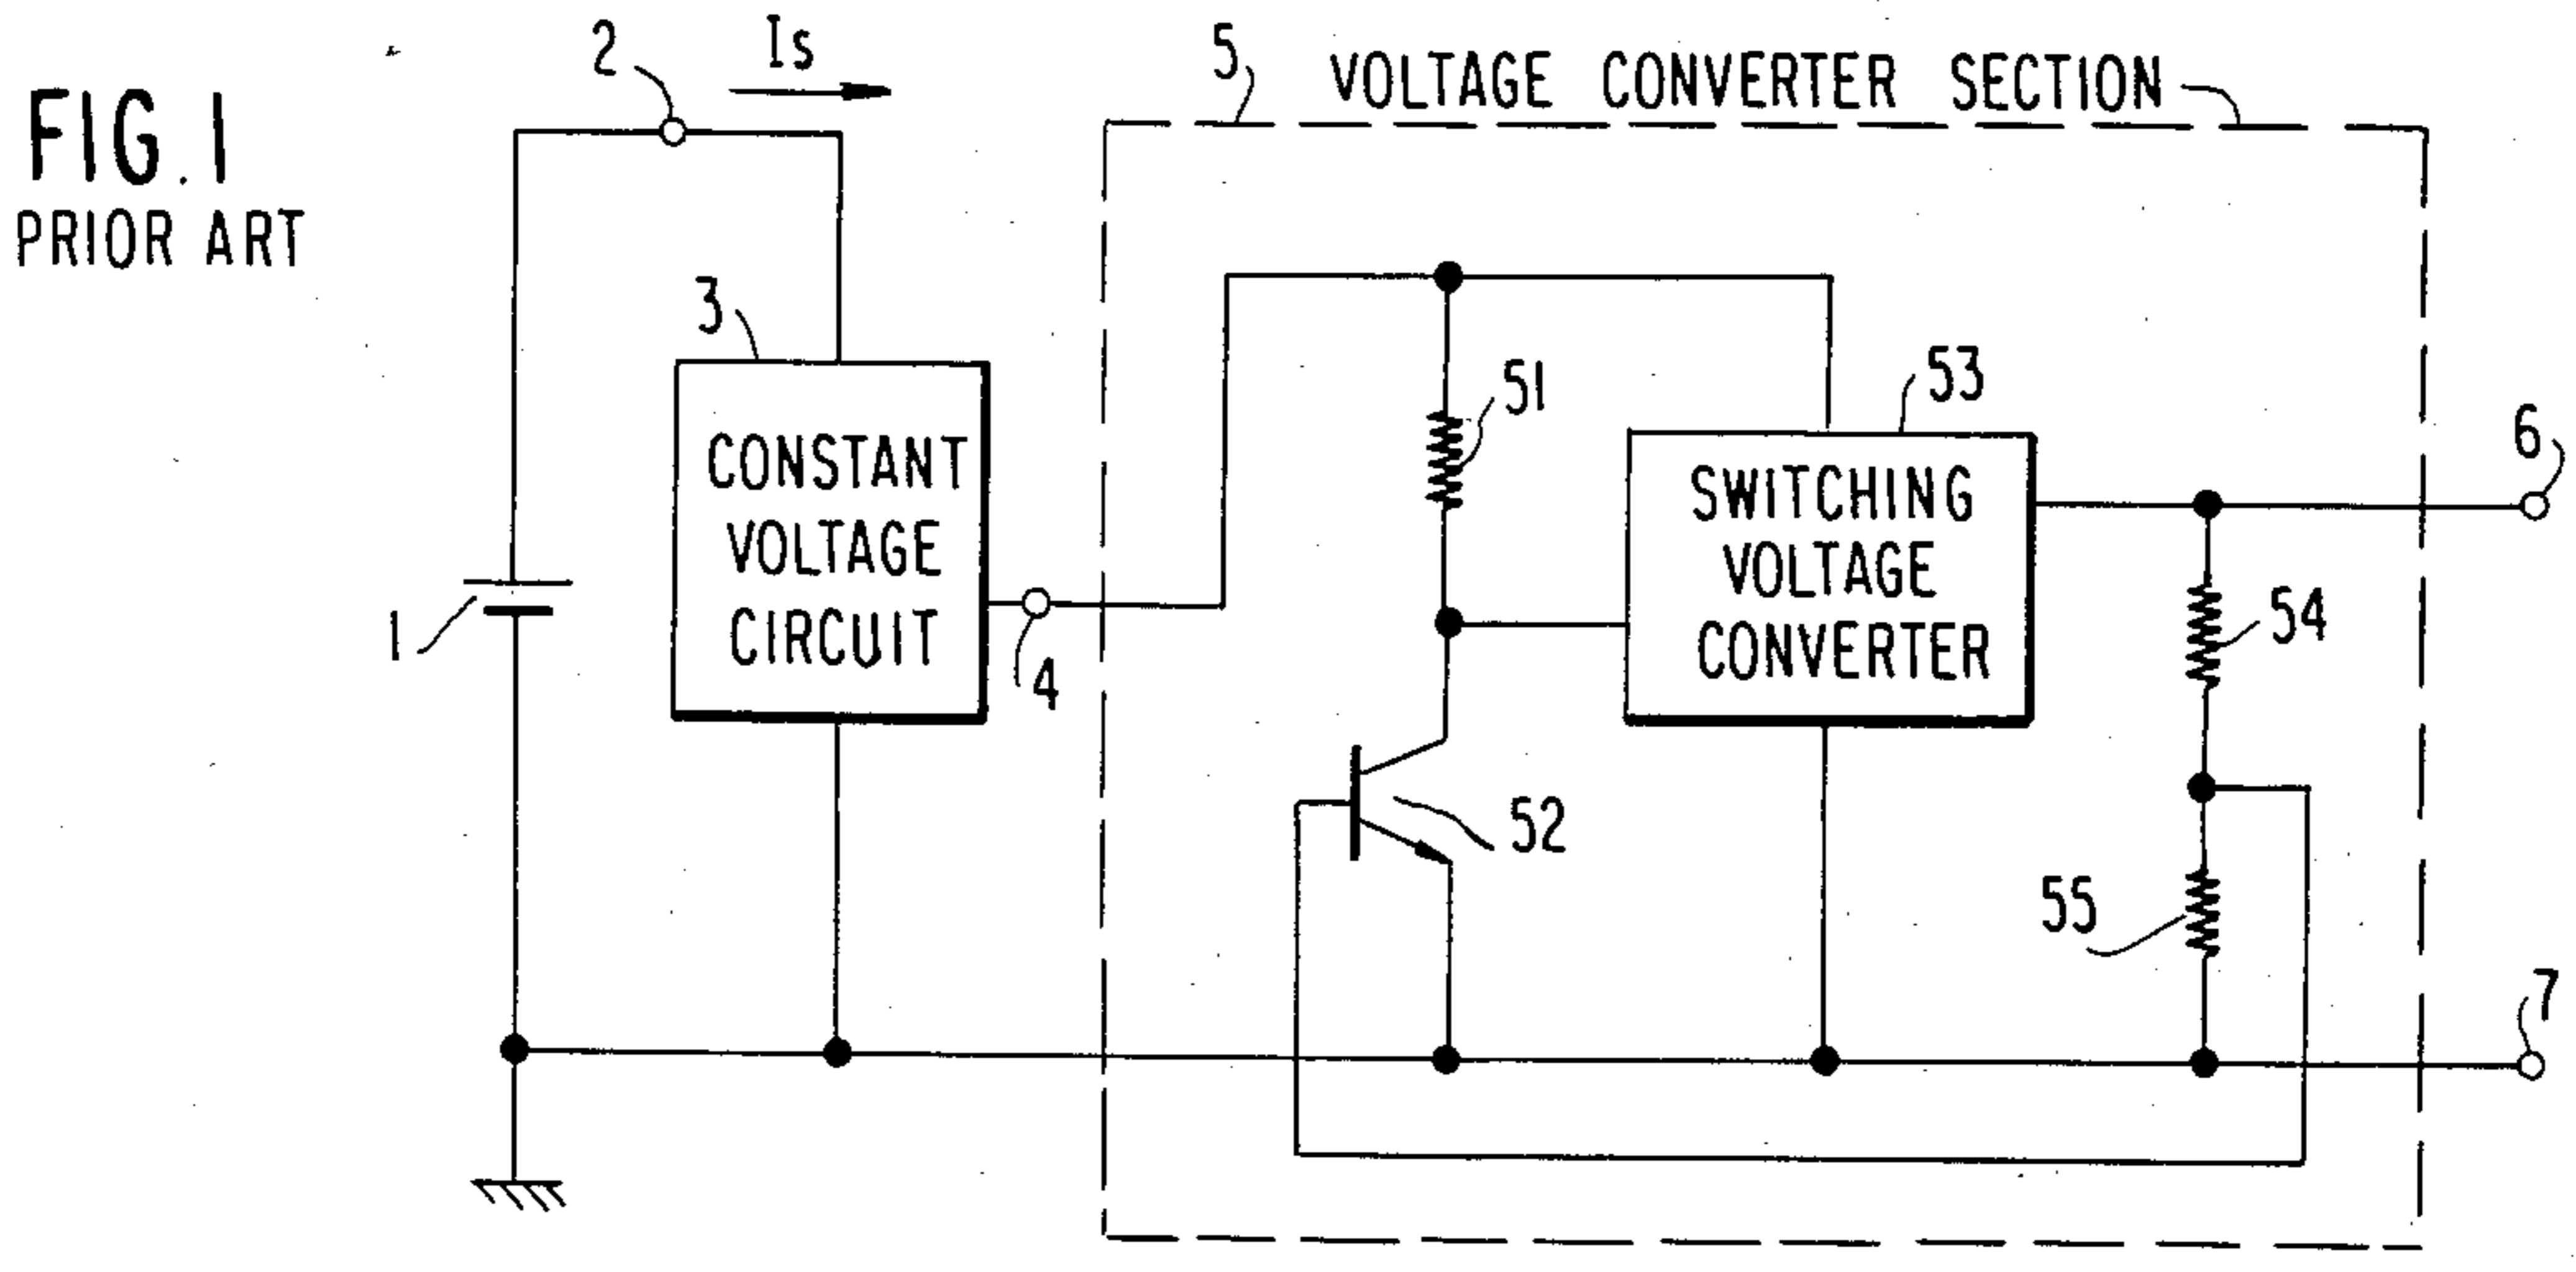 FIG. 1
PRIOR ART
2
Is
5
VOLTAGE CONVERTER SECTION
3
CONSTANT
VOLTAGE
CIRCUIT
1
4
51
53
SWITCHING
VOLTAGE
CONVERTER
6
54
52
55
7